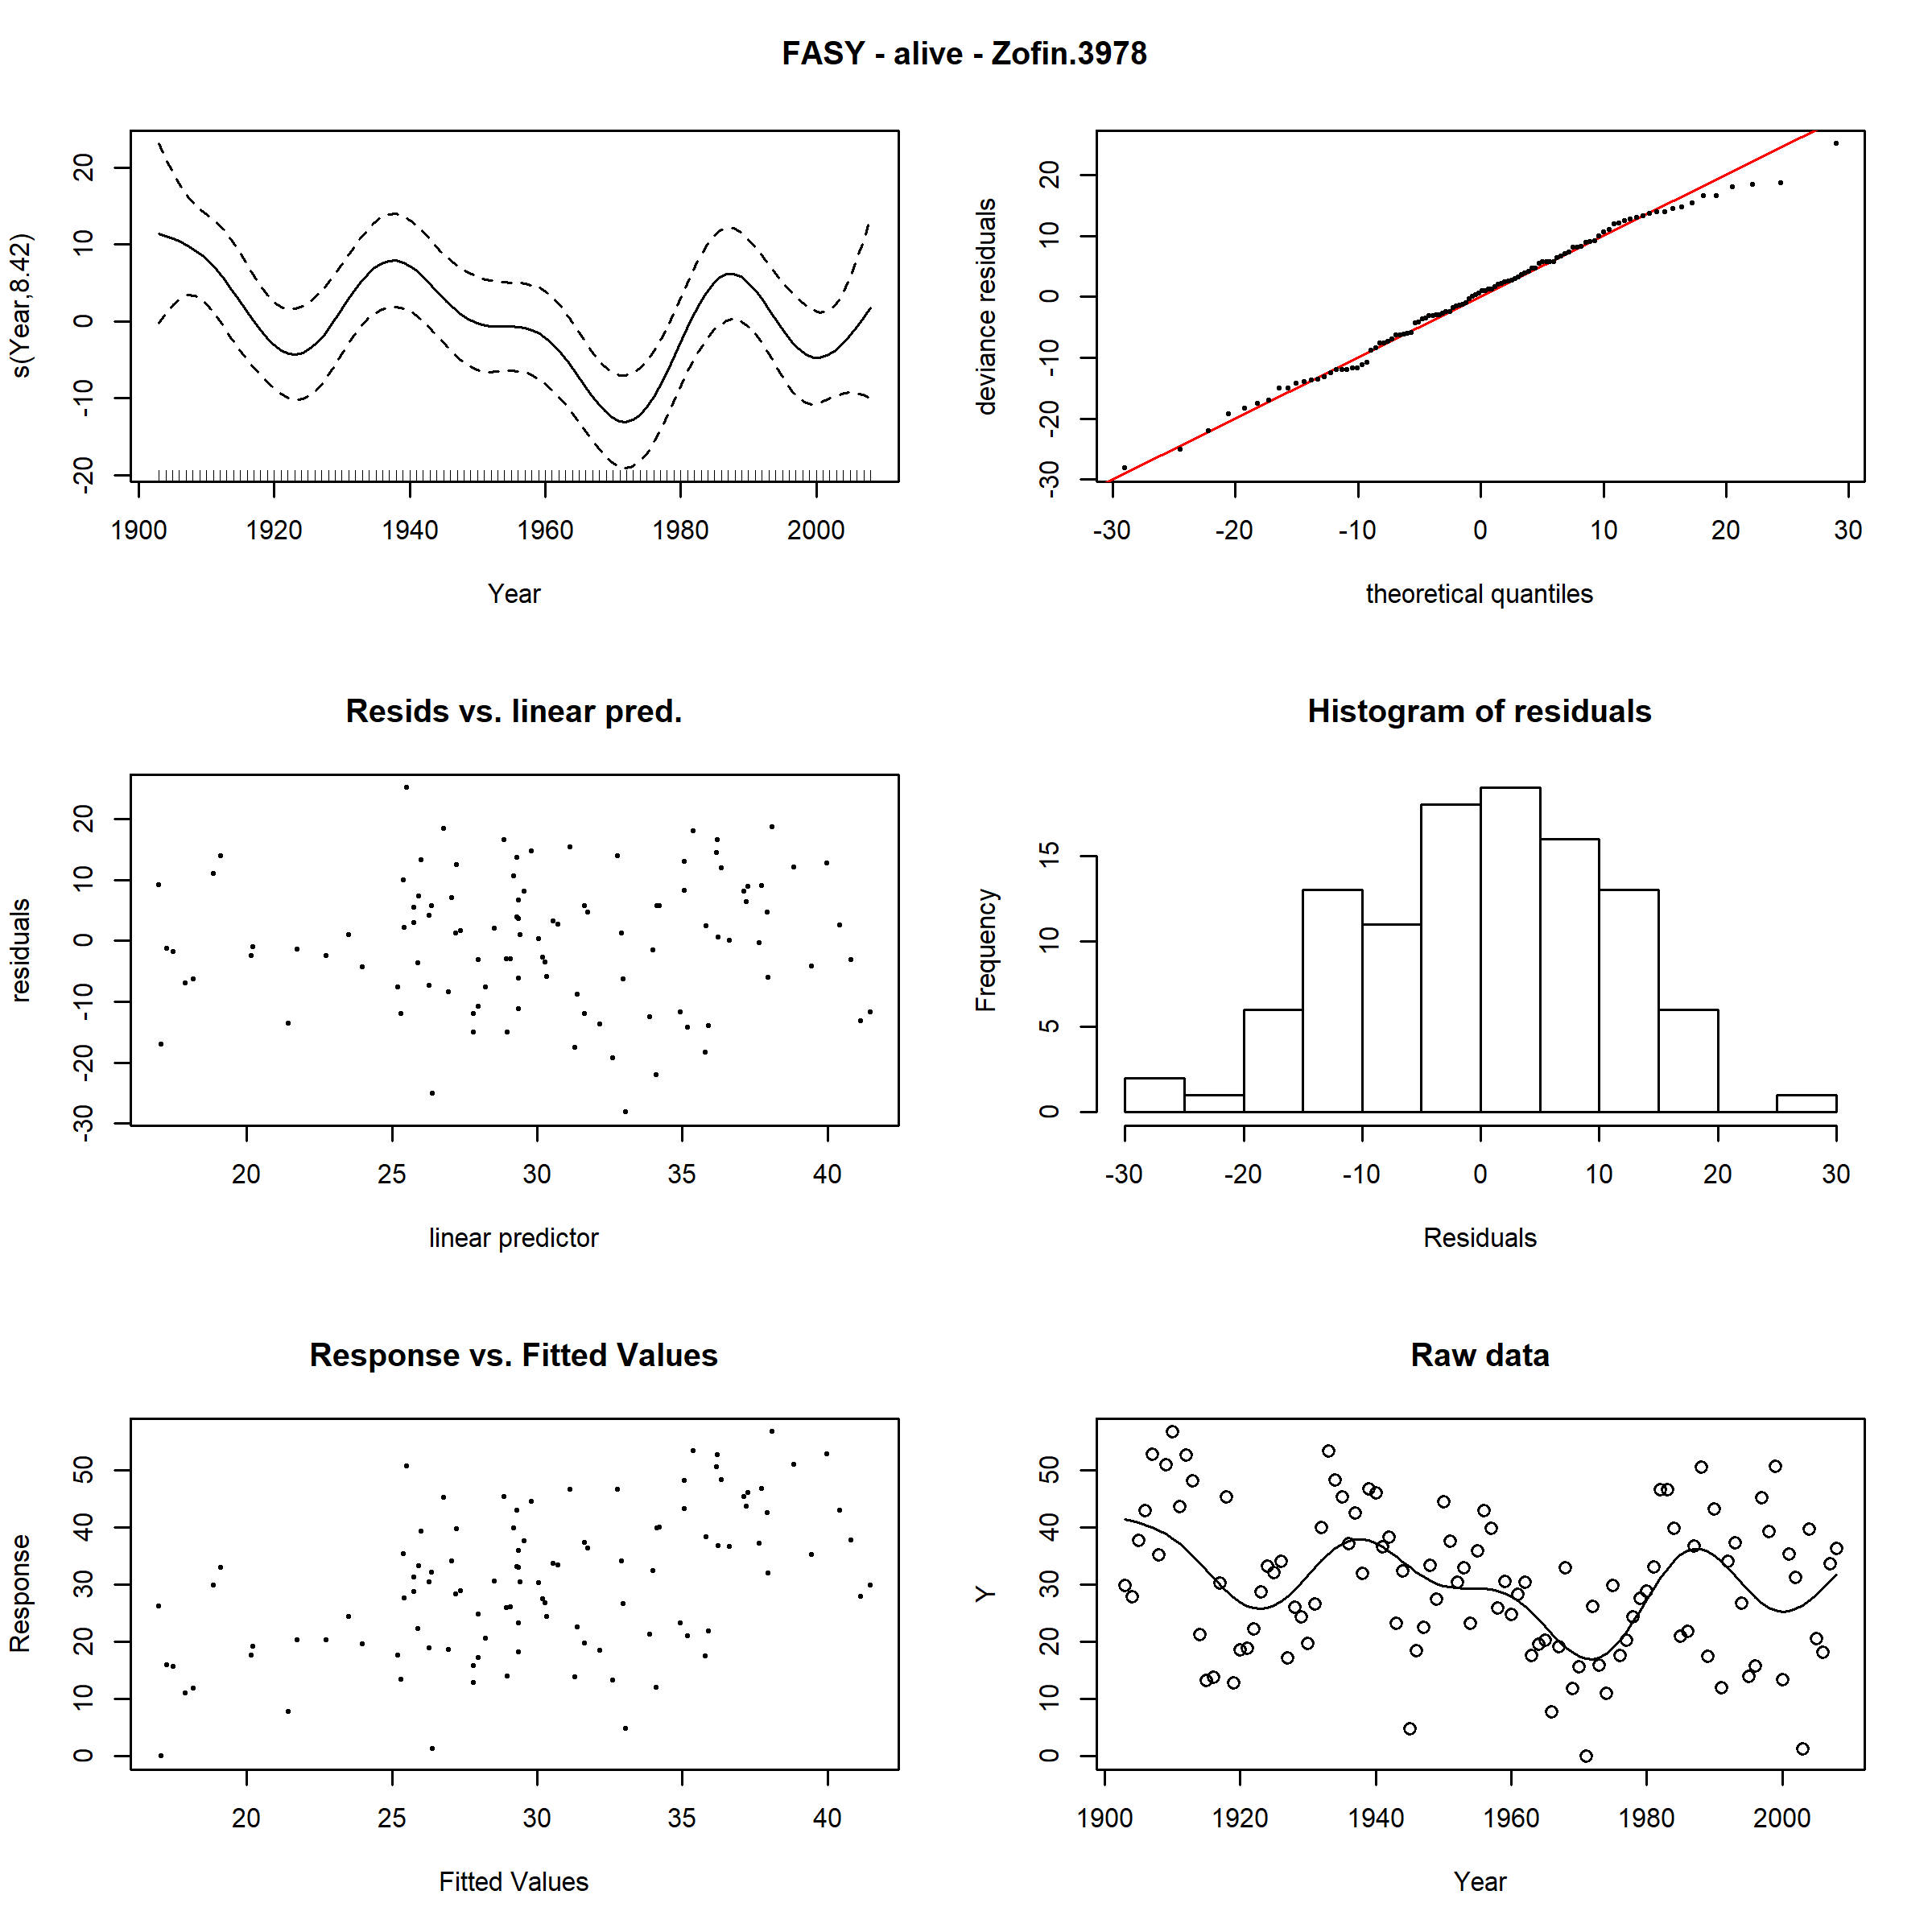 FASY - alive - Zofin.3978
s(Year,8.42)
-20 -10 0 10 20
1900 1920 1940 1960 1980 2000
Year
deviance residuals
-30 -20 -10 0 10 20
-30 -20 -10 0 10 20 30
theoretical quantiles
Resids vs. linear pred.
residuals
-30 -20 -10 0 10 20
20 25 30 35 40
linear predictor
Histogram of residuals
Frequency
0 5 10 15
-30 -20 -10 0 10 20 30
Residuals
Response vs. Fitted Values
Response
0 10 20 30 40 50
20 25 30 35 40
Fitted Values
Raw data
Y
0 10 20 30 40 50
1900 1920 1940 1960 1980 2000
Year